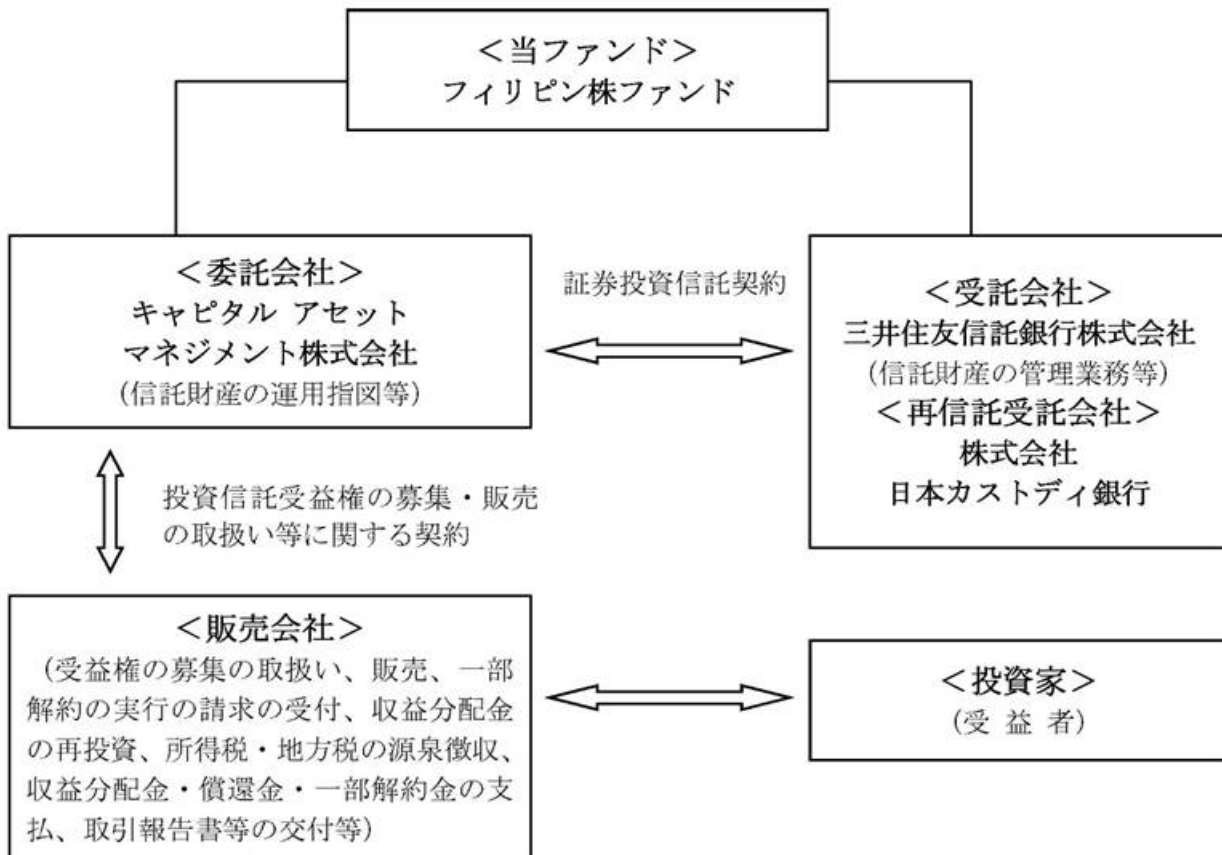 ＜当ファンド＞
フィリピン株ファンド
＜委託会社＞
キャピタル アセット
マネジメント株式会社
(信託財産の運用指図等)
証券投資信託契約
＜受託会社＞
三井住友信託銀行株式会社
(信託財産の管理業務等)
＜再信託受託会社＞
株式会社
日本カストディ銀行
投資信託受益権の募集・販売
の取扱い等に関する契約
＜販売会社＞
(受益権の募集の取扱い、販売、一部
解約の実行の請求の受付、収益分配金
の再投資、所得税・地方税の源泉徴収、
収益分配金・償還金・一部解約金の支
払、取引報告書等の交付等)
＜投資家＞
(受 益 者)